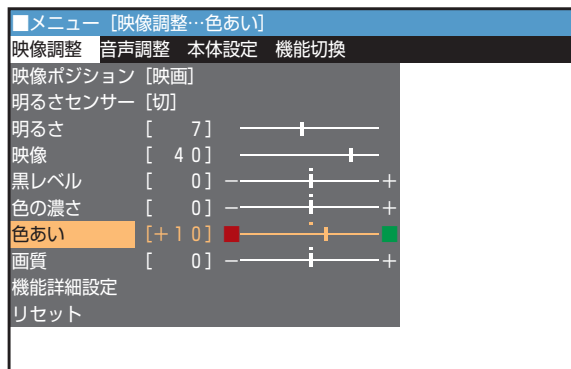 ■メニュー [映像調整…色あい]
映像調整 音声調整 本体設定 機能切換
映像ポジション [映画]
明るさセンサー [切]
明るさ [ 7]
映像 [ 40]
黒レベル [ 0] − +
色の濃さ [ 0] − +
色あい [+10]
画質 [ 0] − +
機能詳細設定
リセット